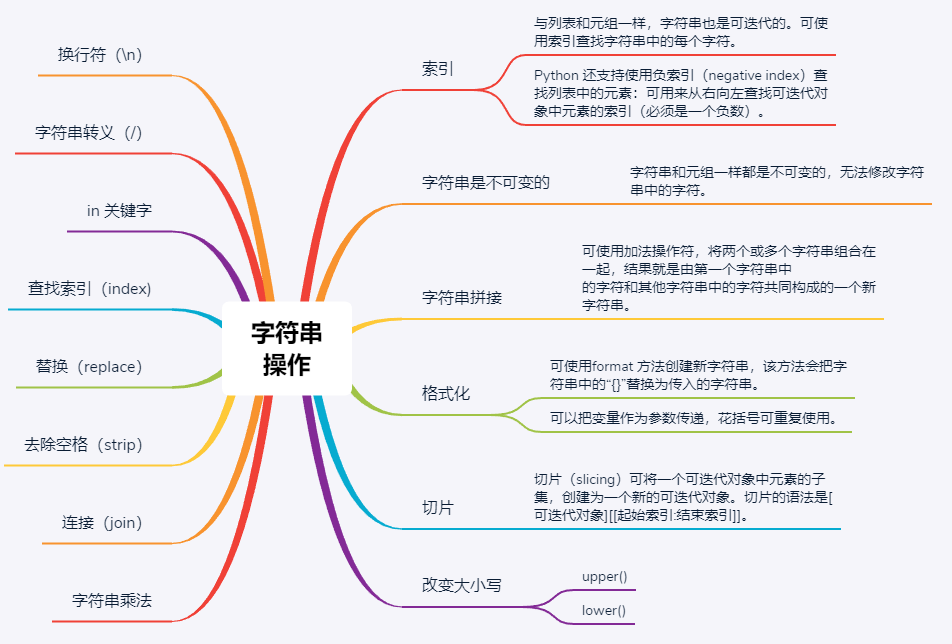 字符串
操作
索引
与列表和元组一样，字符串也是可迭代的。可使
用索引查找字符串中的每个字符。
Python 还支持使用负索引（negative index）查
找列表中的元素：可用来从右向左查找可迭代对
象中元素的索引（必须是一个负数）。
字符串是不可变的
字符串和元组一样都是不可变的，无法修改字符
串中的字符。
字符串拼接
可使用加法操作符，将两个或多个字符串组合在
一起，结果就是由第一个字符串中
的字符和其他字符串中的字符共同构成的一个新
字符串。
格式化
可使用format 方法创建新字符串，该方法会把字
符串中的“{}”替换为传入的字符串。
可以把变量作为参数传递，花括号可重复使用。
切片
切片（slicing）可将一个可迭代对象中元素的子
集，创建为一个新的可迭代对象。切片的语法是[
可迭代对象][[起始索引:结束索引]]。
改变大小写
upper()
lower()
换行符（\n）
字符串转义（/）
in 关键字
查找索引（index)
替换（replace）
去除空格（strip）
连接（join）
字符串乘法